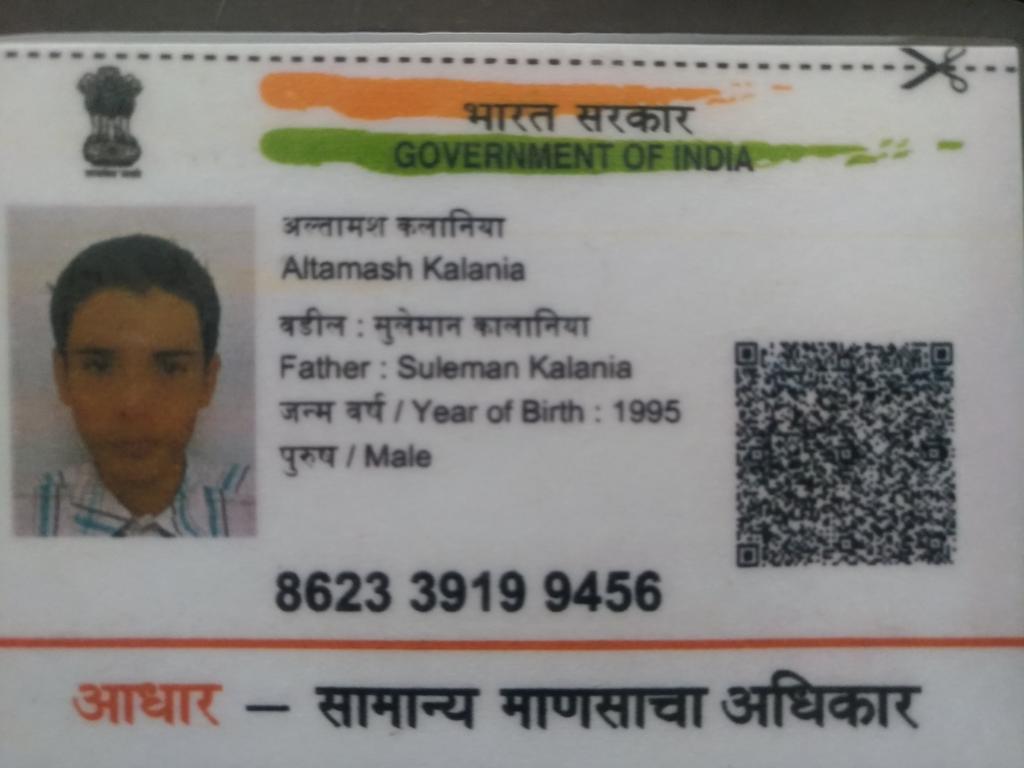 भारत सरकार
GOVERNMENT OF INDIA
अल्तामश कलानिया
Altamash Kalania
वडील : सुलेमान कालानिया
Father : Suleman Kalania
जन्म वर्ष / Year of Birth : 1995
पुरुष / Male
8623 3919 9456
आधार – सामान्य माणसाचा अधिकार